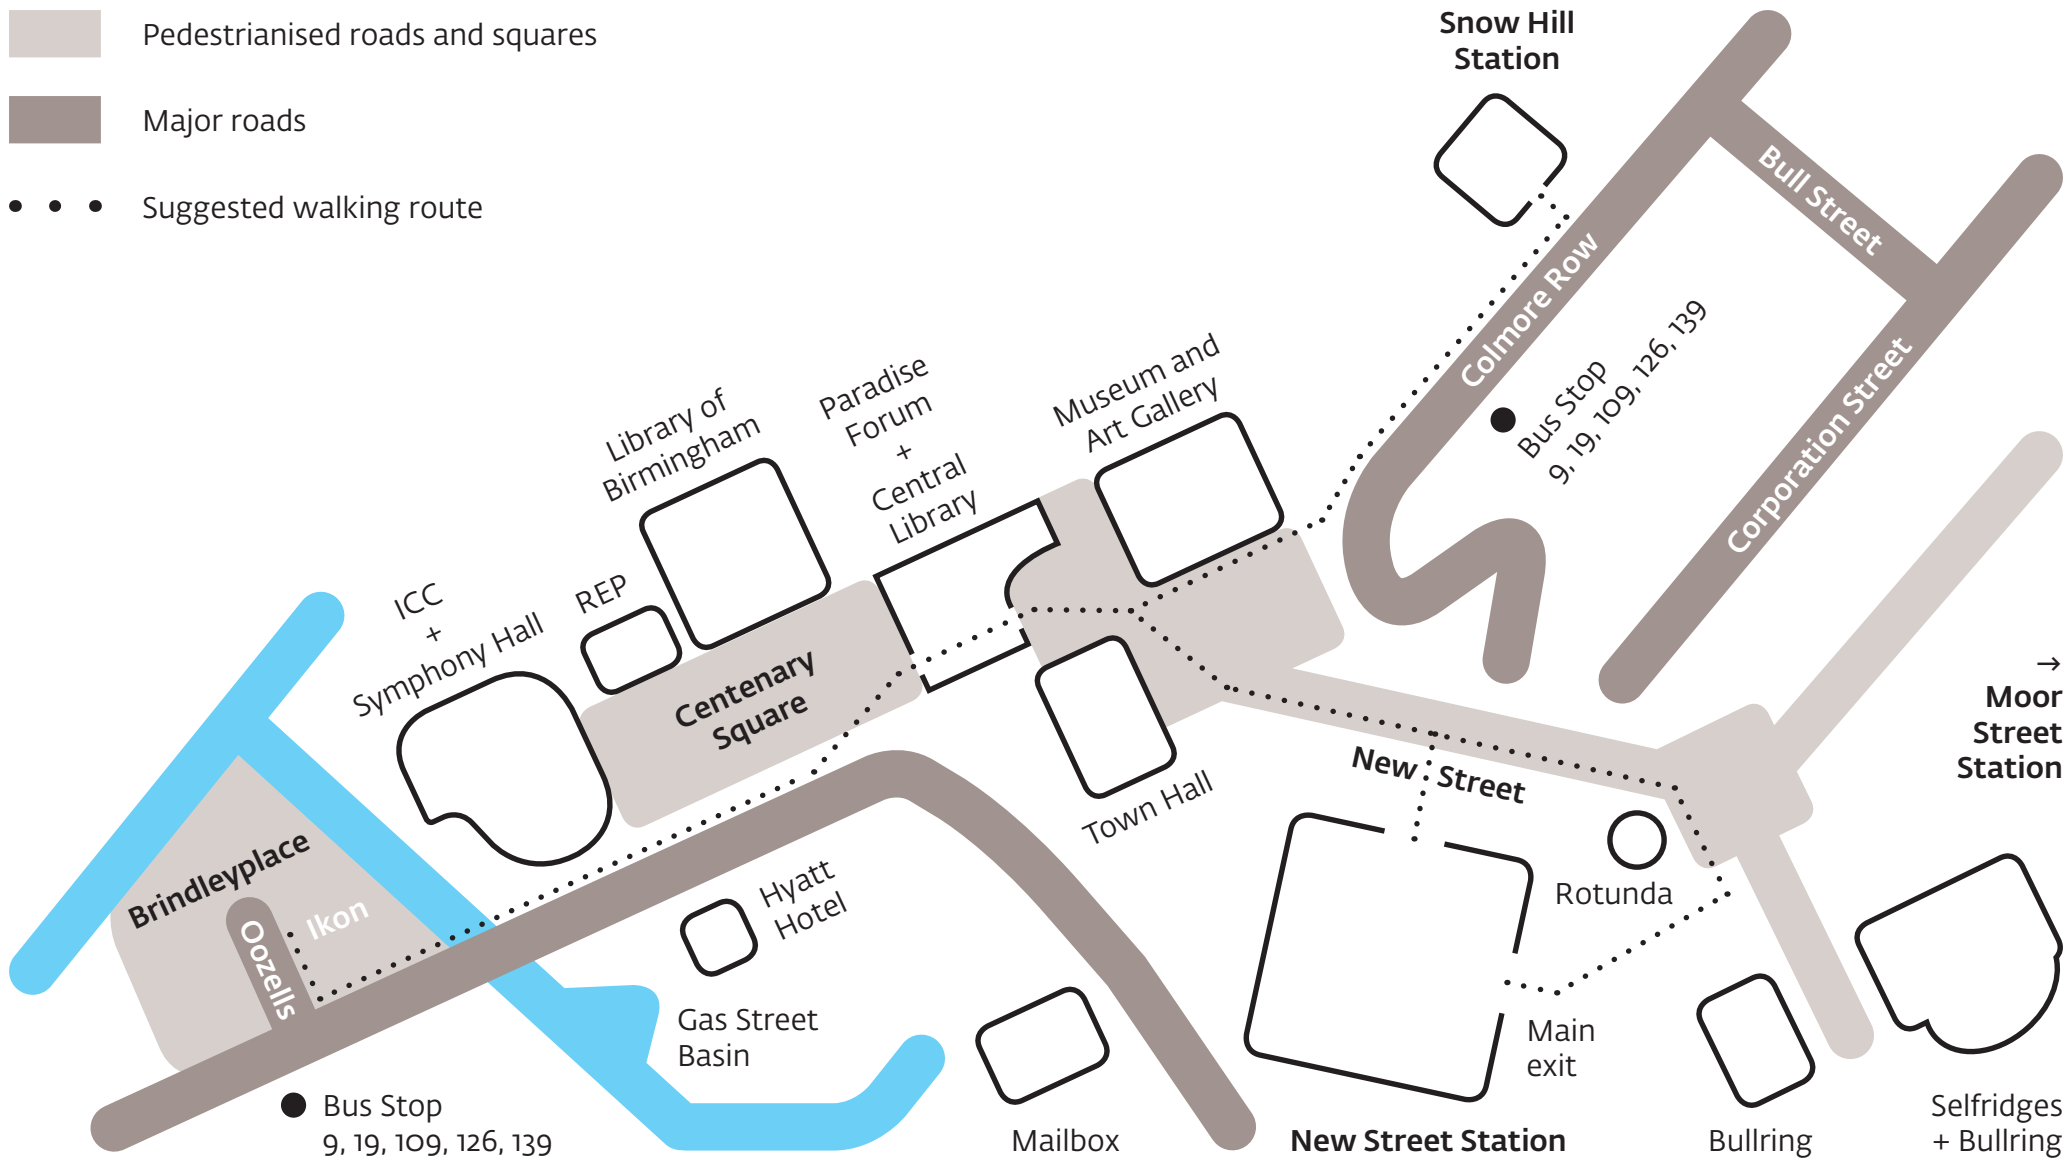 Pedestrianised roads and squares
Major roads
Suggested walking route
Snow Hill
Station
Bull Street
Colmore Row
Bus Stop
9, 19, 109, 126, 139
Corporation Street
Museum and
Art Gallery
Paradise
Forum
+
Central
Library
Library of
Birmingham
REP
ICC
+
Symphony Hall
Centenary
Square
→
Moor
Street
Station
New Street
Town Hall
Rotunda
Brindleyplace
Ikon
Oozells
Hyatt
Hotel
Gas Street
Basin
Main
exit
Bus Stop
9, 19, 109, 126, 139
Mailbox
New Street Station
Bullring
Selfridges
+ Bullring